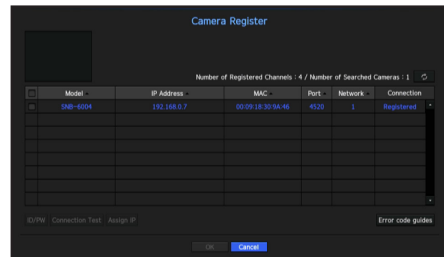 Camera Register
Number of Registered Channels : 4 / Number of Searched Cameras : 1
Model IP Address MAC Port Network Connection
SNB-6004 192.168.0.7 00:09:18:30:9A:46 4520 1 Registered
ID/PW Connection Test Assign IP Error code guides
OK Cancel